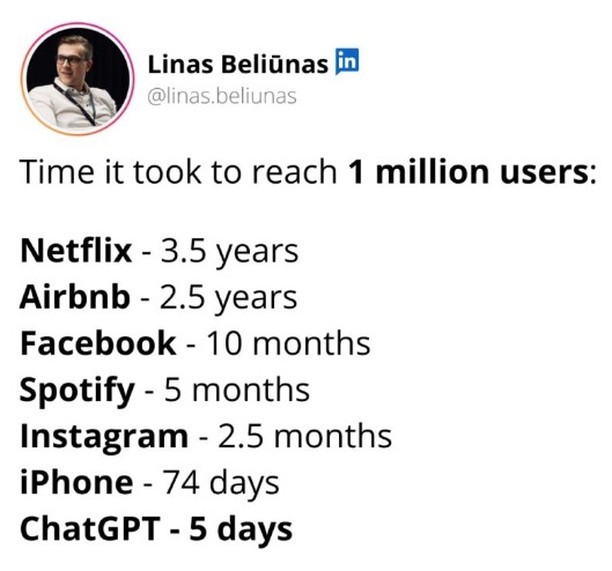 Linas Beliūnas in
@linas.beliunas
Time it took to reach 1 million users:
Netflix - 3.5 years
Airbnb - 2.5 years
Facebook - 10 months
Spotify - 5 months
Instagram - 2.5 months
iPhone - 74 days
ChatGPT - 5 days